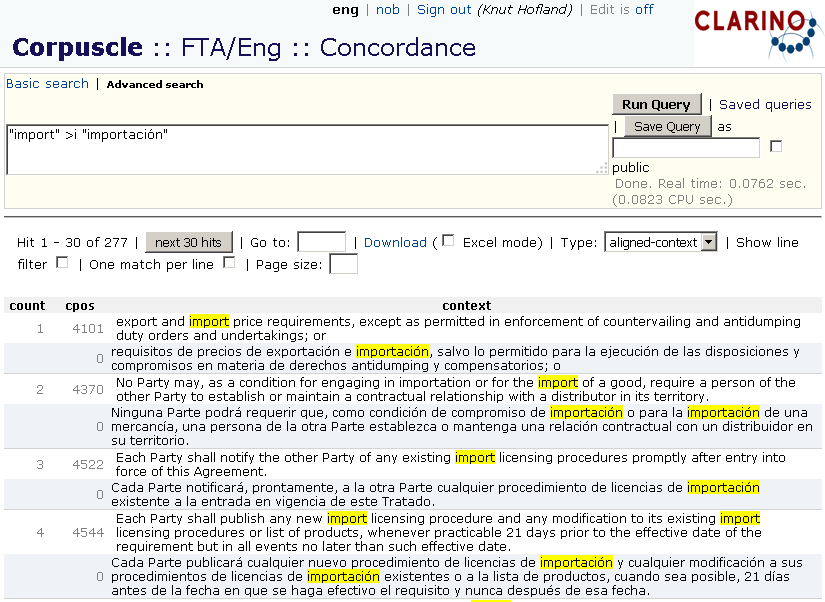 eng | nob | Sign out (Knut Hofland) | Edit is off
CLARINO
Corpuscle :: FTA/Eng :: Concordance
Basic search | Advanced search
Run Query | Saved queries
"import" >i "importación"
| Save Query as
public
Done. Real time: 0.0762 sec.
(0.0823 CPU sec.)
Hit 1 - 30 of 277 | next 30 hits | Go to: | Download ( Excel mode) | Type: aligned-context | Show line
filter | One match per line | Page size:
count cpos context
1 4101 export and import price requirements, except as permitted in enforcement of countervailing and antidumping
duty orders and undertakings; or
0 requisitos de precios de exportación e importación, salvo lo permitido para la ejecución de las disposiciones y
compromisos en materia de derechos antidumping y compensatorios; o
2 4370 No Party may, as a condition for engaging in importation or for the import of a good, require a person of the
other Party to establish or maintain a contractual relationship with a distributor in its territory.
Ninguna Parte podrá requerir que, como condición de compromiso de importación o para la importación de una
0 mercancía, una persona de la otra Parte establezca o mantenga una relación contractual con un distribuidor en
su territorio.
3 4522 Each Party shall notify the other Party of any existing import licensing procedures promptly after entry into
force of this Agreement.
0 Cada Parte notificará, prontamente, a la otra Parte cualquier procedimiento de licencias de importación
existente a la entrada en vigencia de este Tratado.
Each Party shall publish any new import licensing procedure and any modification to its existing import
4 4544 licensing procedures or list of products, whenever practicable 21 days prior to the effective date of the
requirement but in all events no later than such effective date.
Cada Parte publicará cualquier nuevo procedimiento de licencias de importación y cualquier modificación a sus
0 procedimientos de licencias de importación existentes o a la lista de productos, cuando sea posible, 21 días
antes de la fecha en que se haga efectivo el requisito y nunca después de esa fecha.